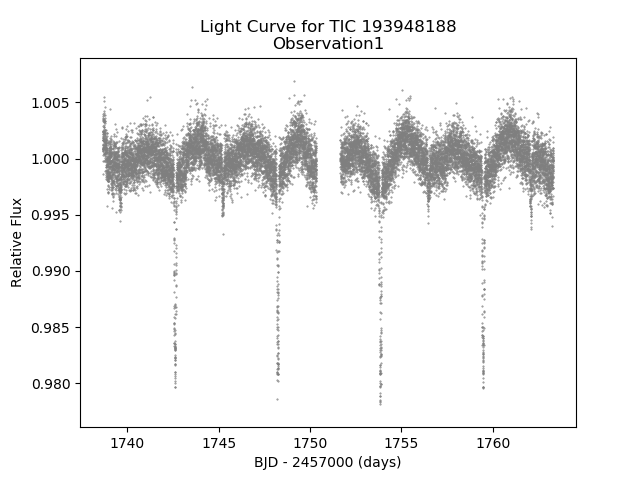 Light Curve for TIC 193948188
Observation1
1.005
1.000
0.995
0.990
0.985
0.980
Relative Flux
1740
1745
1750
1755
1760
BJD - 2457000 (days)